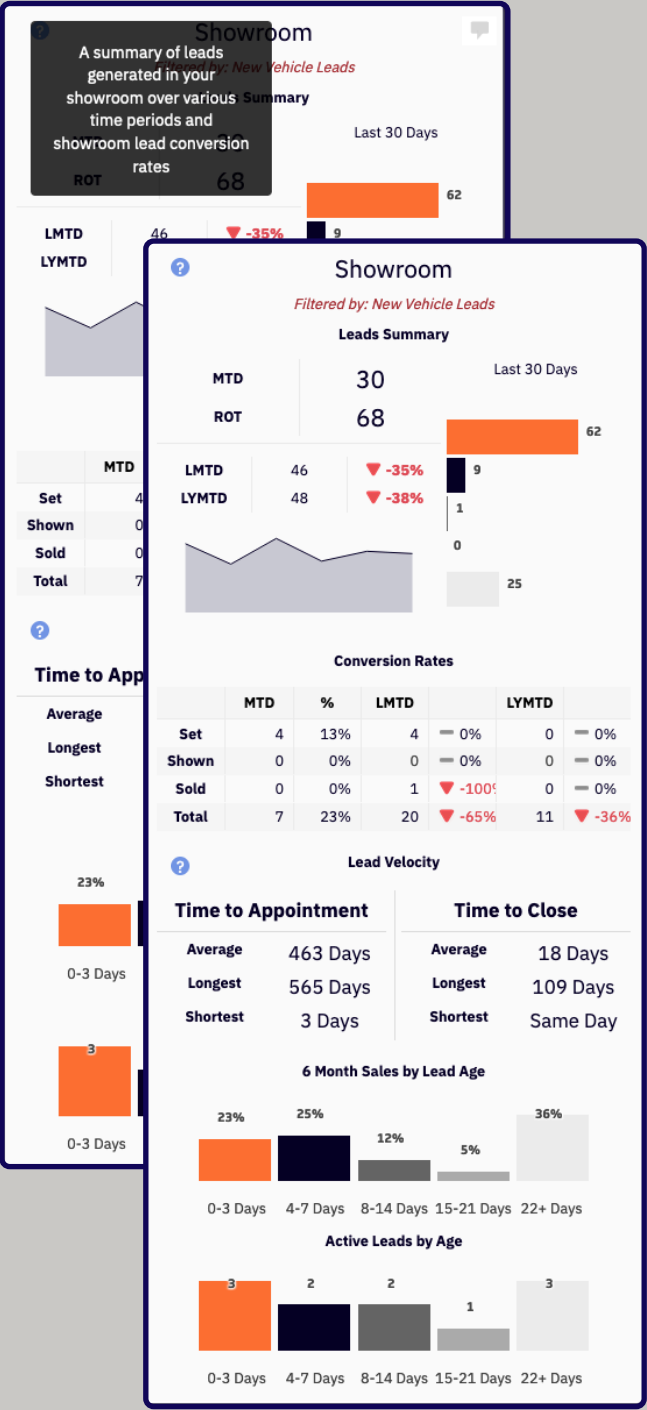 ?
Showroom
A summary of leads
generated in your
showroom over various
time periods and
showroom lead conversion
rates
Filtered by: New Vehicle Leads
Leads Summary
MTD 30
ROT 68
Last 30 Days
62
9
LMTD 46 -35%
LYMTD
MTD
Set 4
Shown 0
Sold 0
Total 7
?
Time to App
Average
Longest
Shortest
23%
0-3 Days
3
0-3 Days
?
Showroom
Filtered by: New Vehicle Leads
Leads Summary
MTD 30
ROT 68
LMTD 46 -35%
LYMTD 48 -38%
Last 30 Days
62
9
1
0
25
Conversion Rates
MTD % LMTD LYMTD
Set 4 13% 4 0% 0 0%
Shown 0 0% 0 0% 0 0%
Sold 0 0% 1 -100% 0 0%
Total 7 23% 20 -65% 11 -36%
?
Lead Velocity
Time to Appointment
Average 463 Days
Longest 565 Days
Shortest 3 Days
Time to Close
Average 18 Days
Longest 109 Days
Shortest Same Day
6 Month Sales by Lead Age
23% 25% 12% 5% 36%
0-3 Days 4-7 Days 8-14 Days 15-21 Days 22+ Days
Active Leads by Age
3 2 2 1 3
0-3 Days 4-7 Days 8-14 Days 15-21 Days 22+ Days